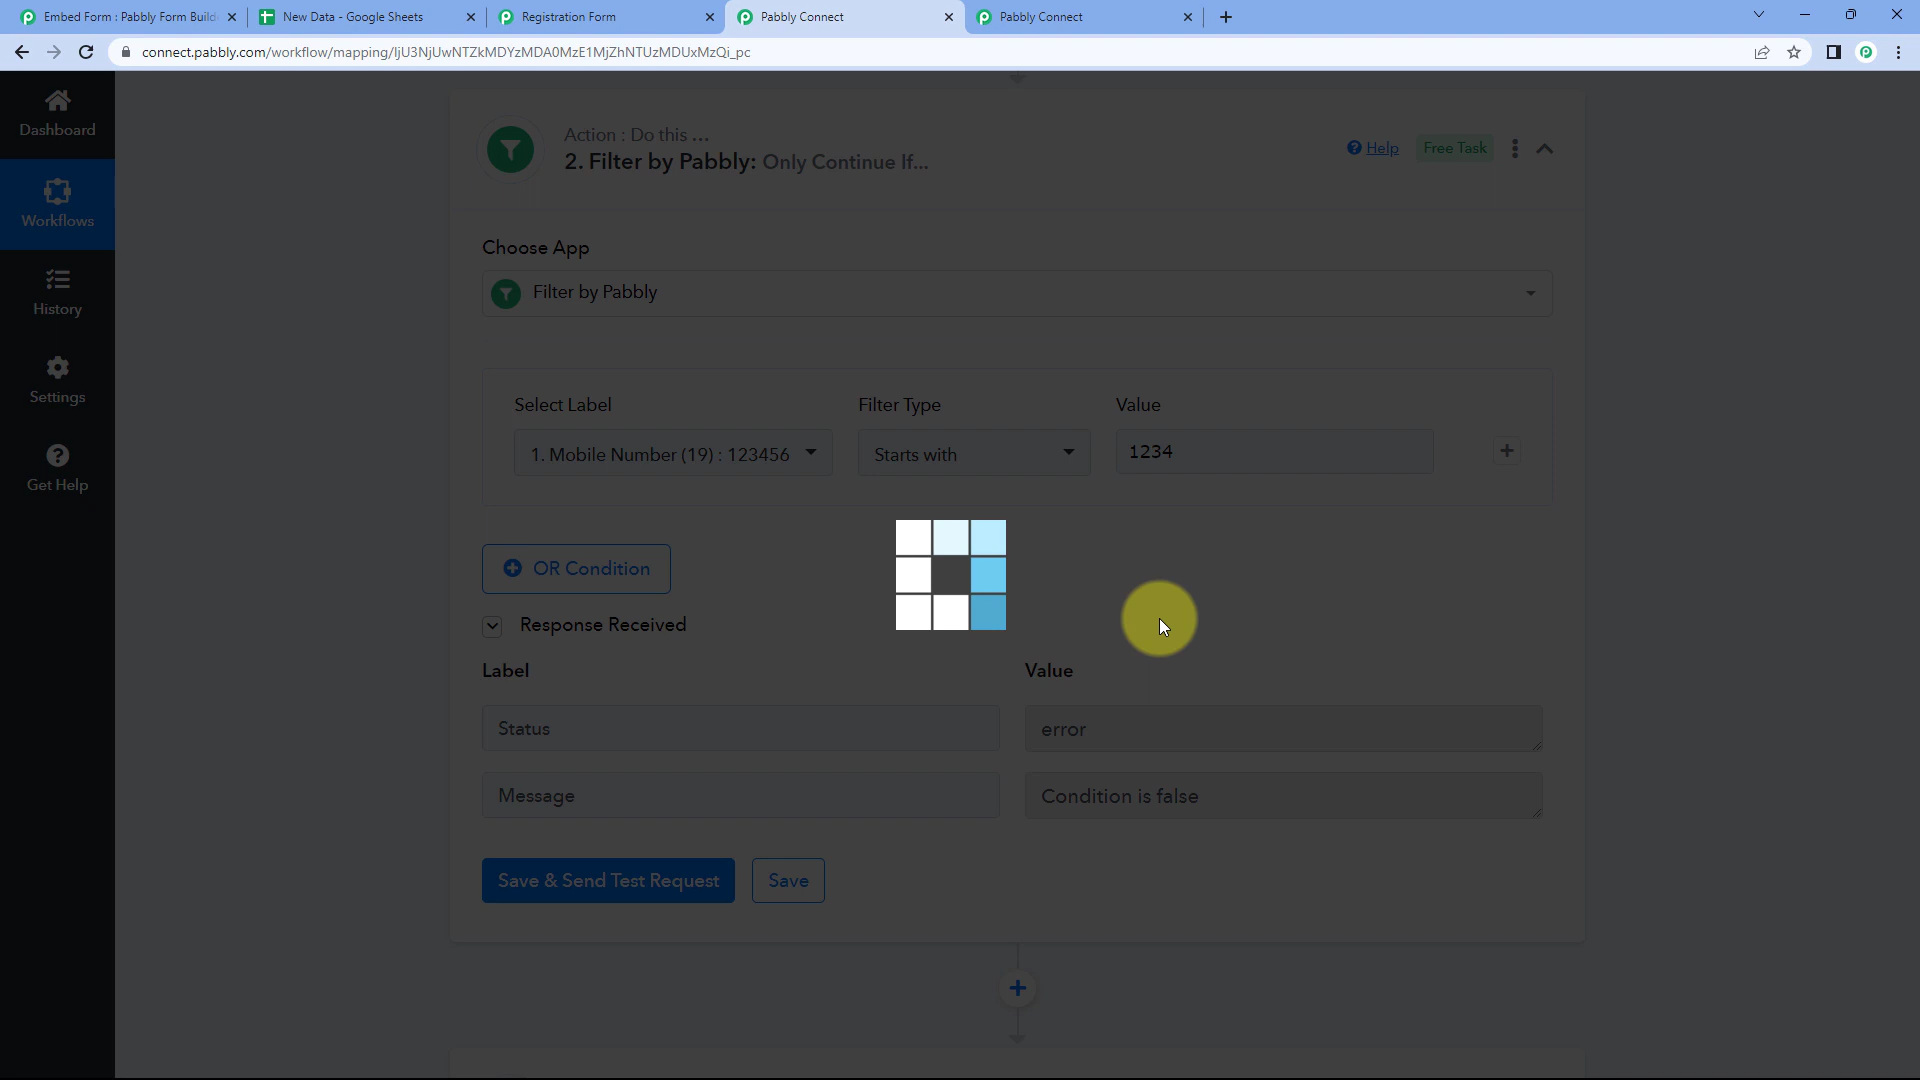 Embed Form : Pabbly Form Build
New Data - Google Sheets
Registration Form
Pabbly Connect
Pabbly Connect
connect.pabbly.com/workflow/mapping/IjU3NjUwNTZkMDYzMDA0MzE1MjZhNTUzMDUxMzQi_pc
Dashboard
Workflows
History
Settings
Get Help
Action : Do this ...
2. Filter by Pabbly: Only Continue If...
Help
Free Task
Choose App
Filter by Pabbly
Select Label
Filter Type
Value
1. Mobile Number (19) : 123456
Starts with
1234
OR Condition
Response Received
Label
Value
Status
error
Message
Condition is false
Save & Send Test Request
Save